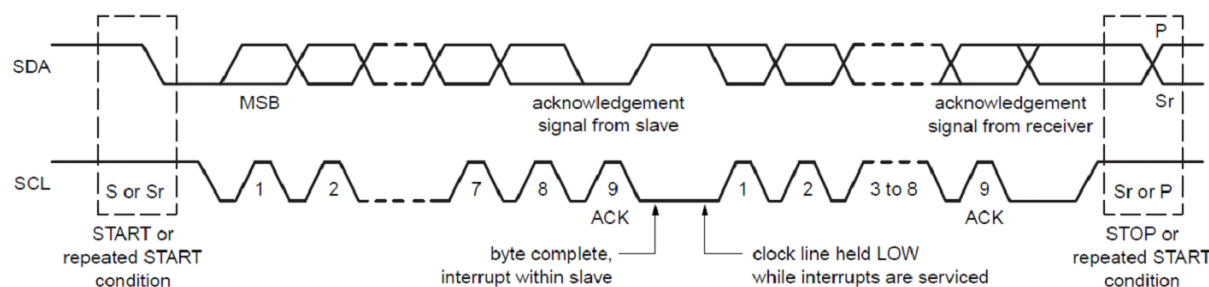 P
SDA
MSB
acknowledgement
signal from slave
acknowledgement
signal from receiver
Sr
SCL
S or Sr
1
2
7
8
9
1
2
3 to 8
9
Sr or P
ACK
ACK
START or
repeated START
condition
byte complete,
interrupt within slave
clock line held LOW
while interrupts are serviced
STOP or
repeated START
condition